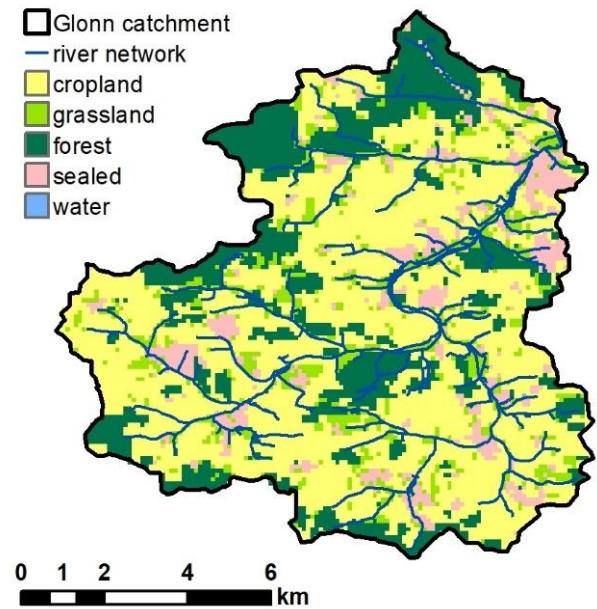 Glonn catchment
river network
cropland
grassland
forest
sealed
water
0 1 2 4 6
km